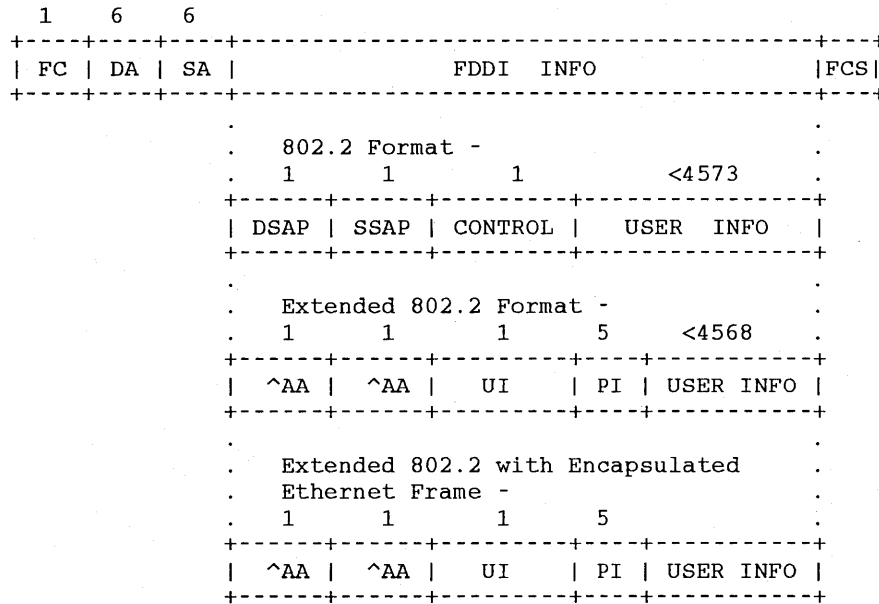 1    6    6
+----+----+----+-----------------------------------+---+
| FC | DA | SA |             FDDI  INFO            |FCS|
+----+----+----+-----------------------------------+---+
               .                                   .
               .  802.2 Format -                   .
               .  1     1       1         <4573    .
               +------+------+---------+---------------+
               | DSAP | SSAP | CONTROL |  USER  INFO   |
               +------+------+---------+---------------+
               .                                   .
               .  Extended 802.2 Format -          .
               .  1     1      1     5    <4568    .
               +------+------+---------+----+-----------+
               |  ^AA |  ^AA |   UI    | PI | USER INFO |
               +------+------+---------+----+-----------+
               .                                   .
               .  Extended 802.2 with Encapsulated .
               .  Ethernet Frame -                 .
               .  1     1      1     5             .
               +------+------+---------+----+-----------+
               |  ^AA |  ^AA |   UI    | PI | USER INFO |
               +------+------+---------+----+-----------+